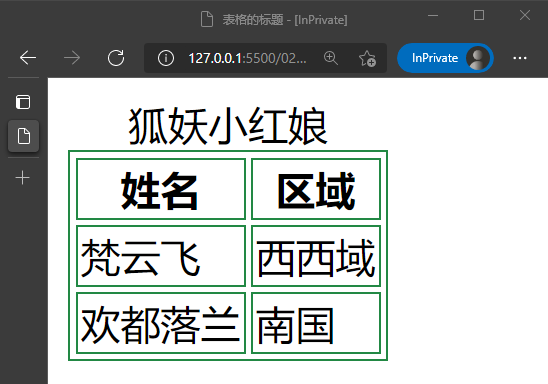 表格的标题 - [InPrivate]
127.0.0.1:5500/02...
InPrivate
狐妖小红娘
姓名 区域
梵云飞 西西域
欢都落兰 南国